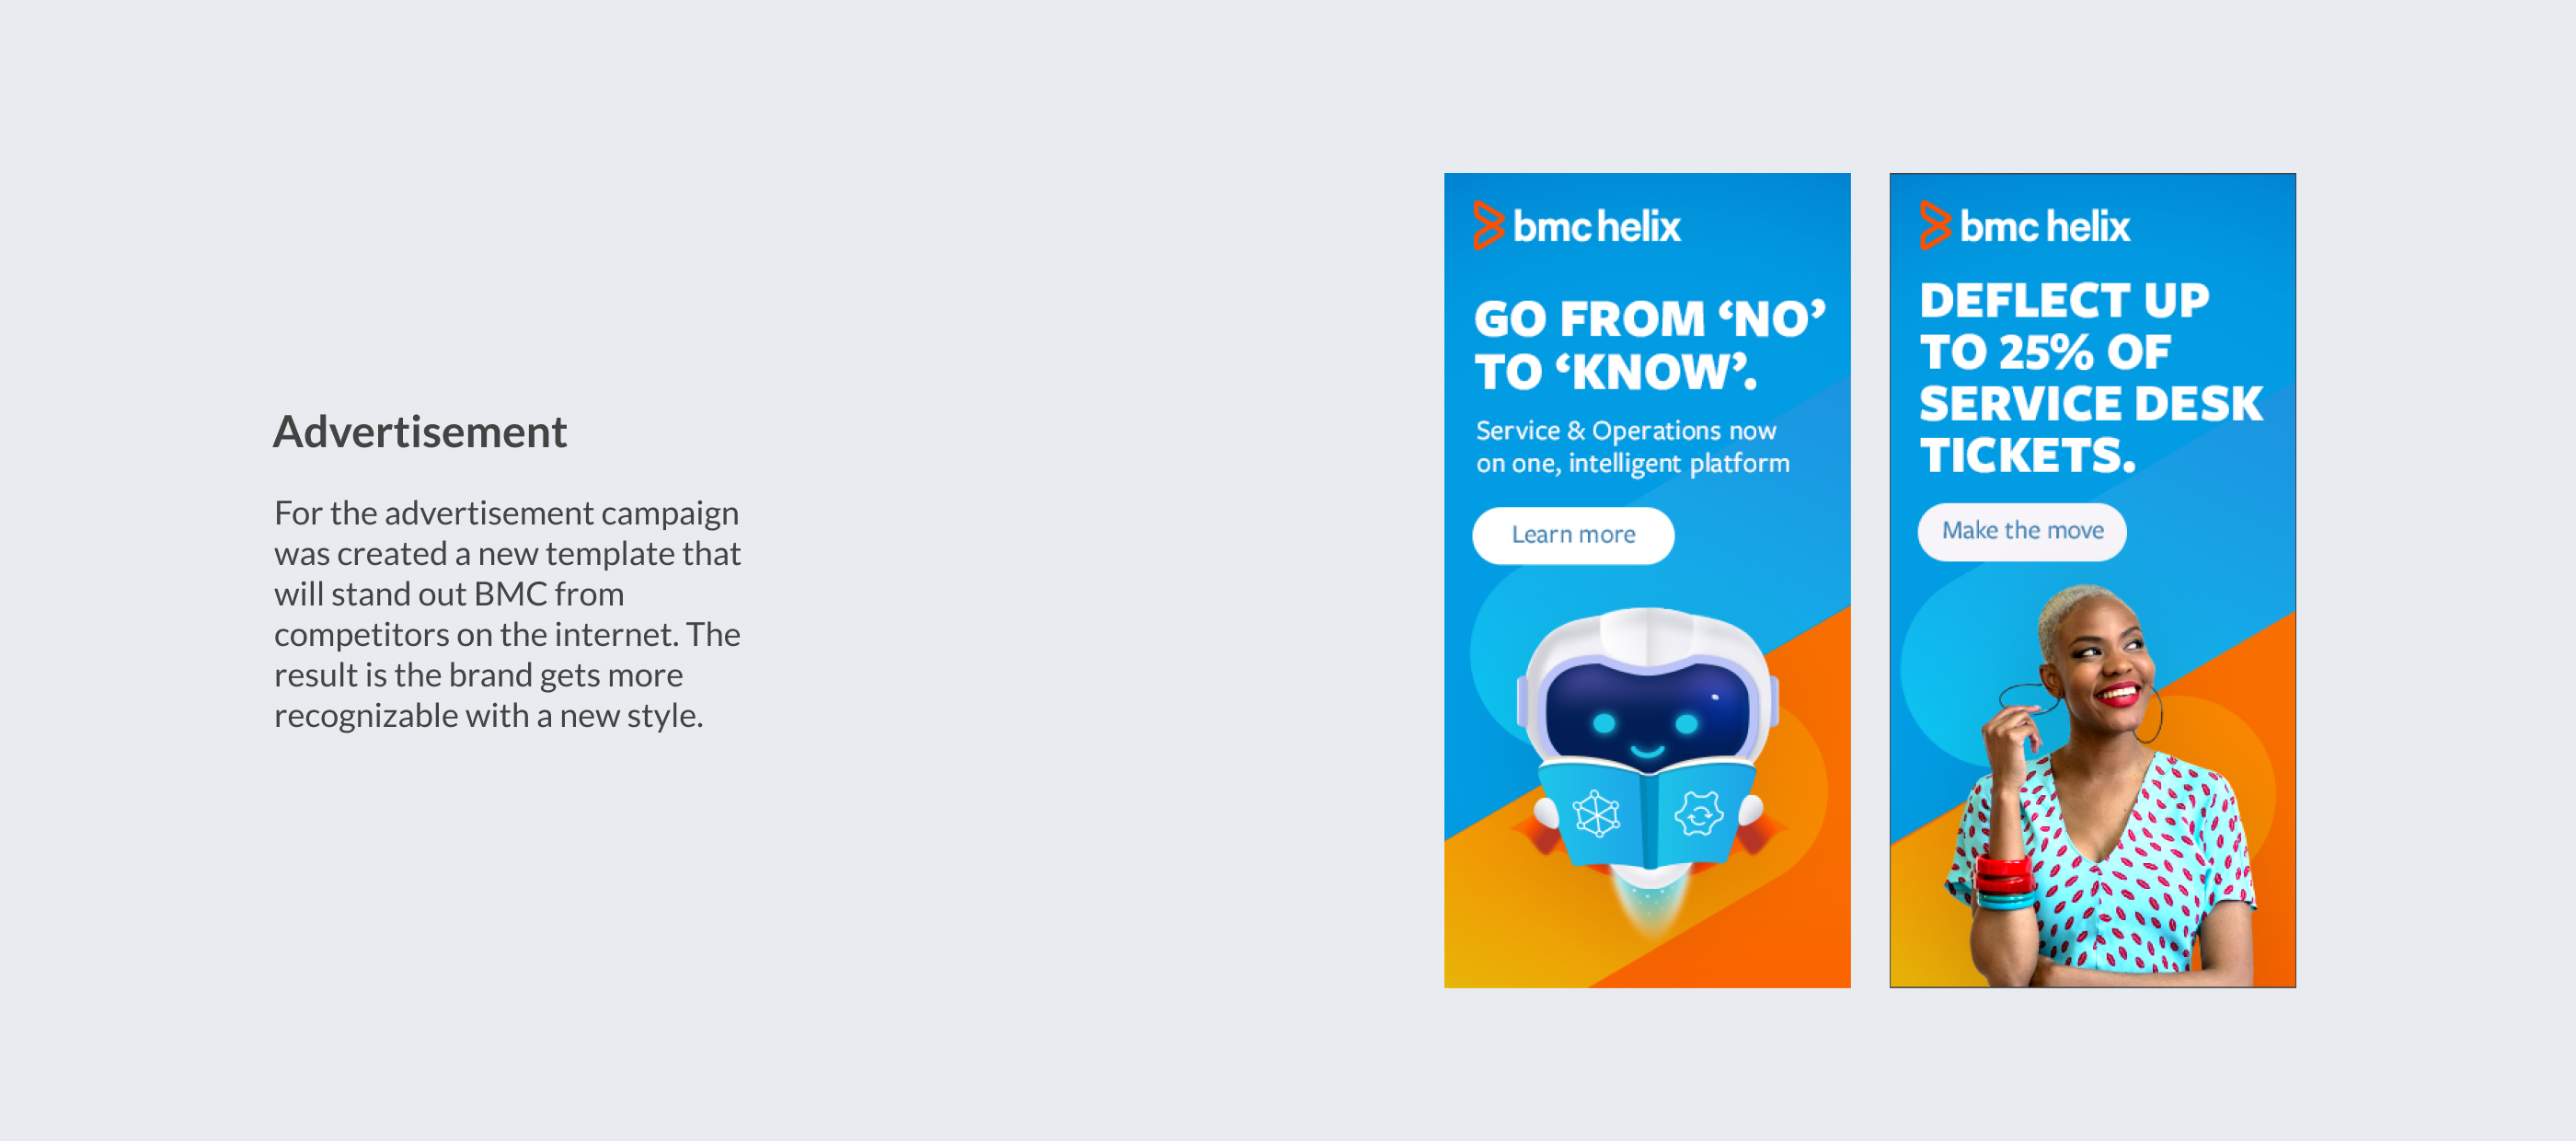 Advertisement
For the advertisement campaign
was created a new template that
will stand out BMC from
competitors on the internet. The
result is the brand gets more
recognizable with a new style.
bmc helix
GO FROM ‘NO’
TO ‘KNOW’.
Service & Operations now
on one, intelligent platform
Learn more
bmc helix
DEFLECT UP
TO 25% OF
SERVICE DESK
TICKETS.
Make the move